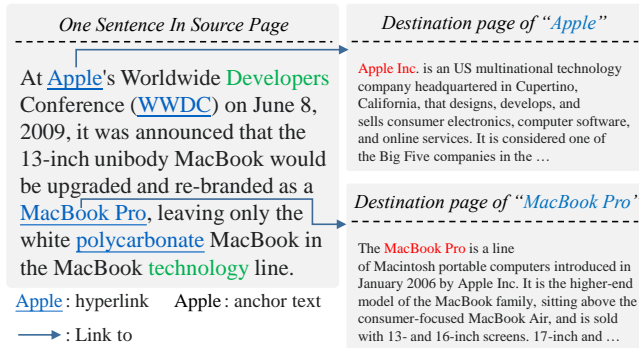 One Sentence In Source Page
At Apple's Worldwide Developers
Conference (WWDC) on June 8,
2009, it was announced that the
13-inch unibody MacBook would
be upgraded and re-branded as a
MacBook Pro, leaving only the
white polycarbonate MacBook in
the MacBook technology line.
Apple : hyperlink Apple : anchor text
: Link to
Destination page of “Apple”
Apple Inc. is an US multinational technology
company headquartered in Cupertino,
California, that designs, develops, and
sells consumer electronics, computer software,
and online services. It is considered one of
the Big Five companies in the …
Destination page of “MacBook Pro”
The MacBook Pro is a line
of Macintosh portable computers introduced in
January 2006 by Apple Inc. It is the higher-end
model of the MacBook family, sitting above the
consumer-focused MacBook Air, and is sold
with 13- and 16-inch screens. 17-inch and …